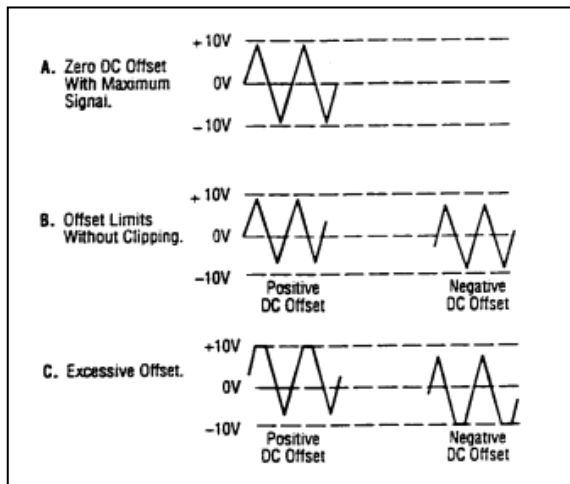 + 10V
A. Zero DC Offset
With Maximum
Signal.
0V
−10V
+ 10V
B. Offset Limits
Without Clipping.
0V
−10V
Positive
DC Offset
Negative
DC Offset
+10V
C. Excessive Offset.
0V
−10V
Positive
DC Offset
Negative
DC Offset